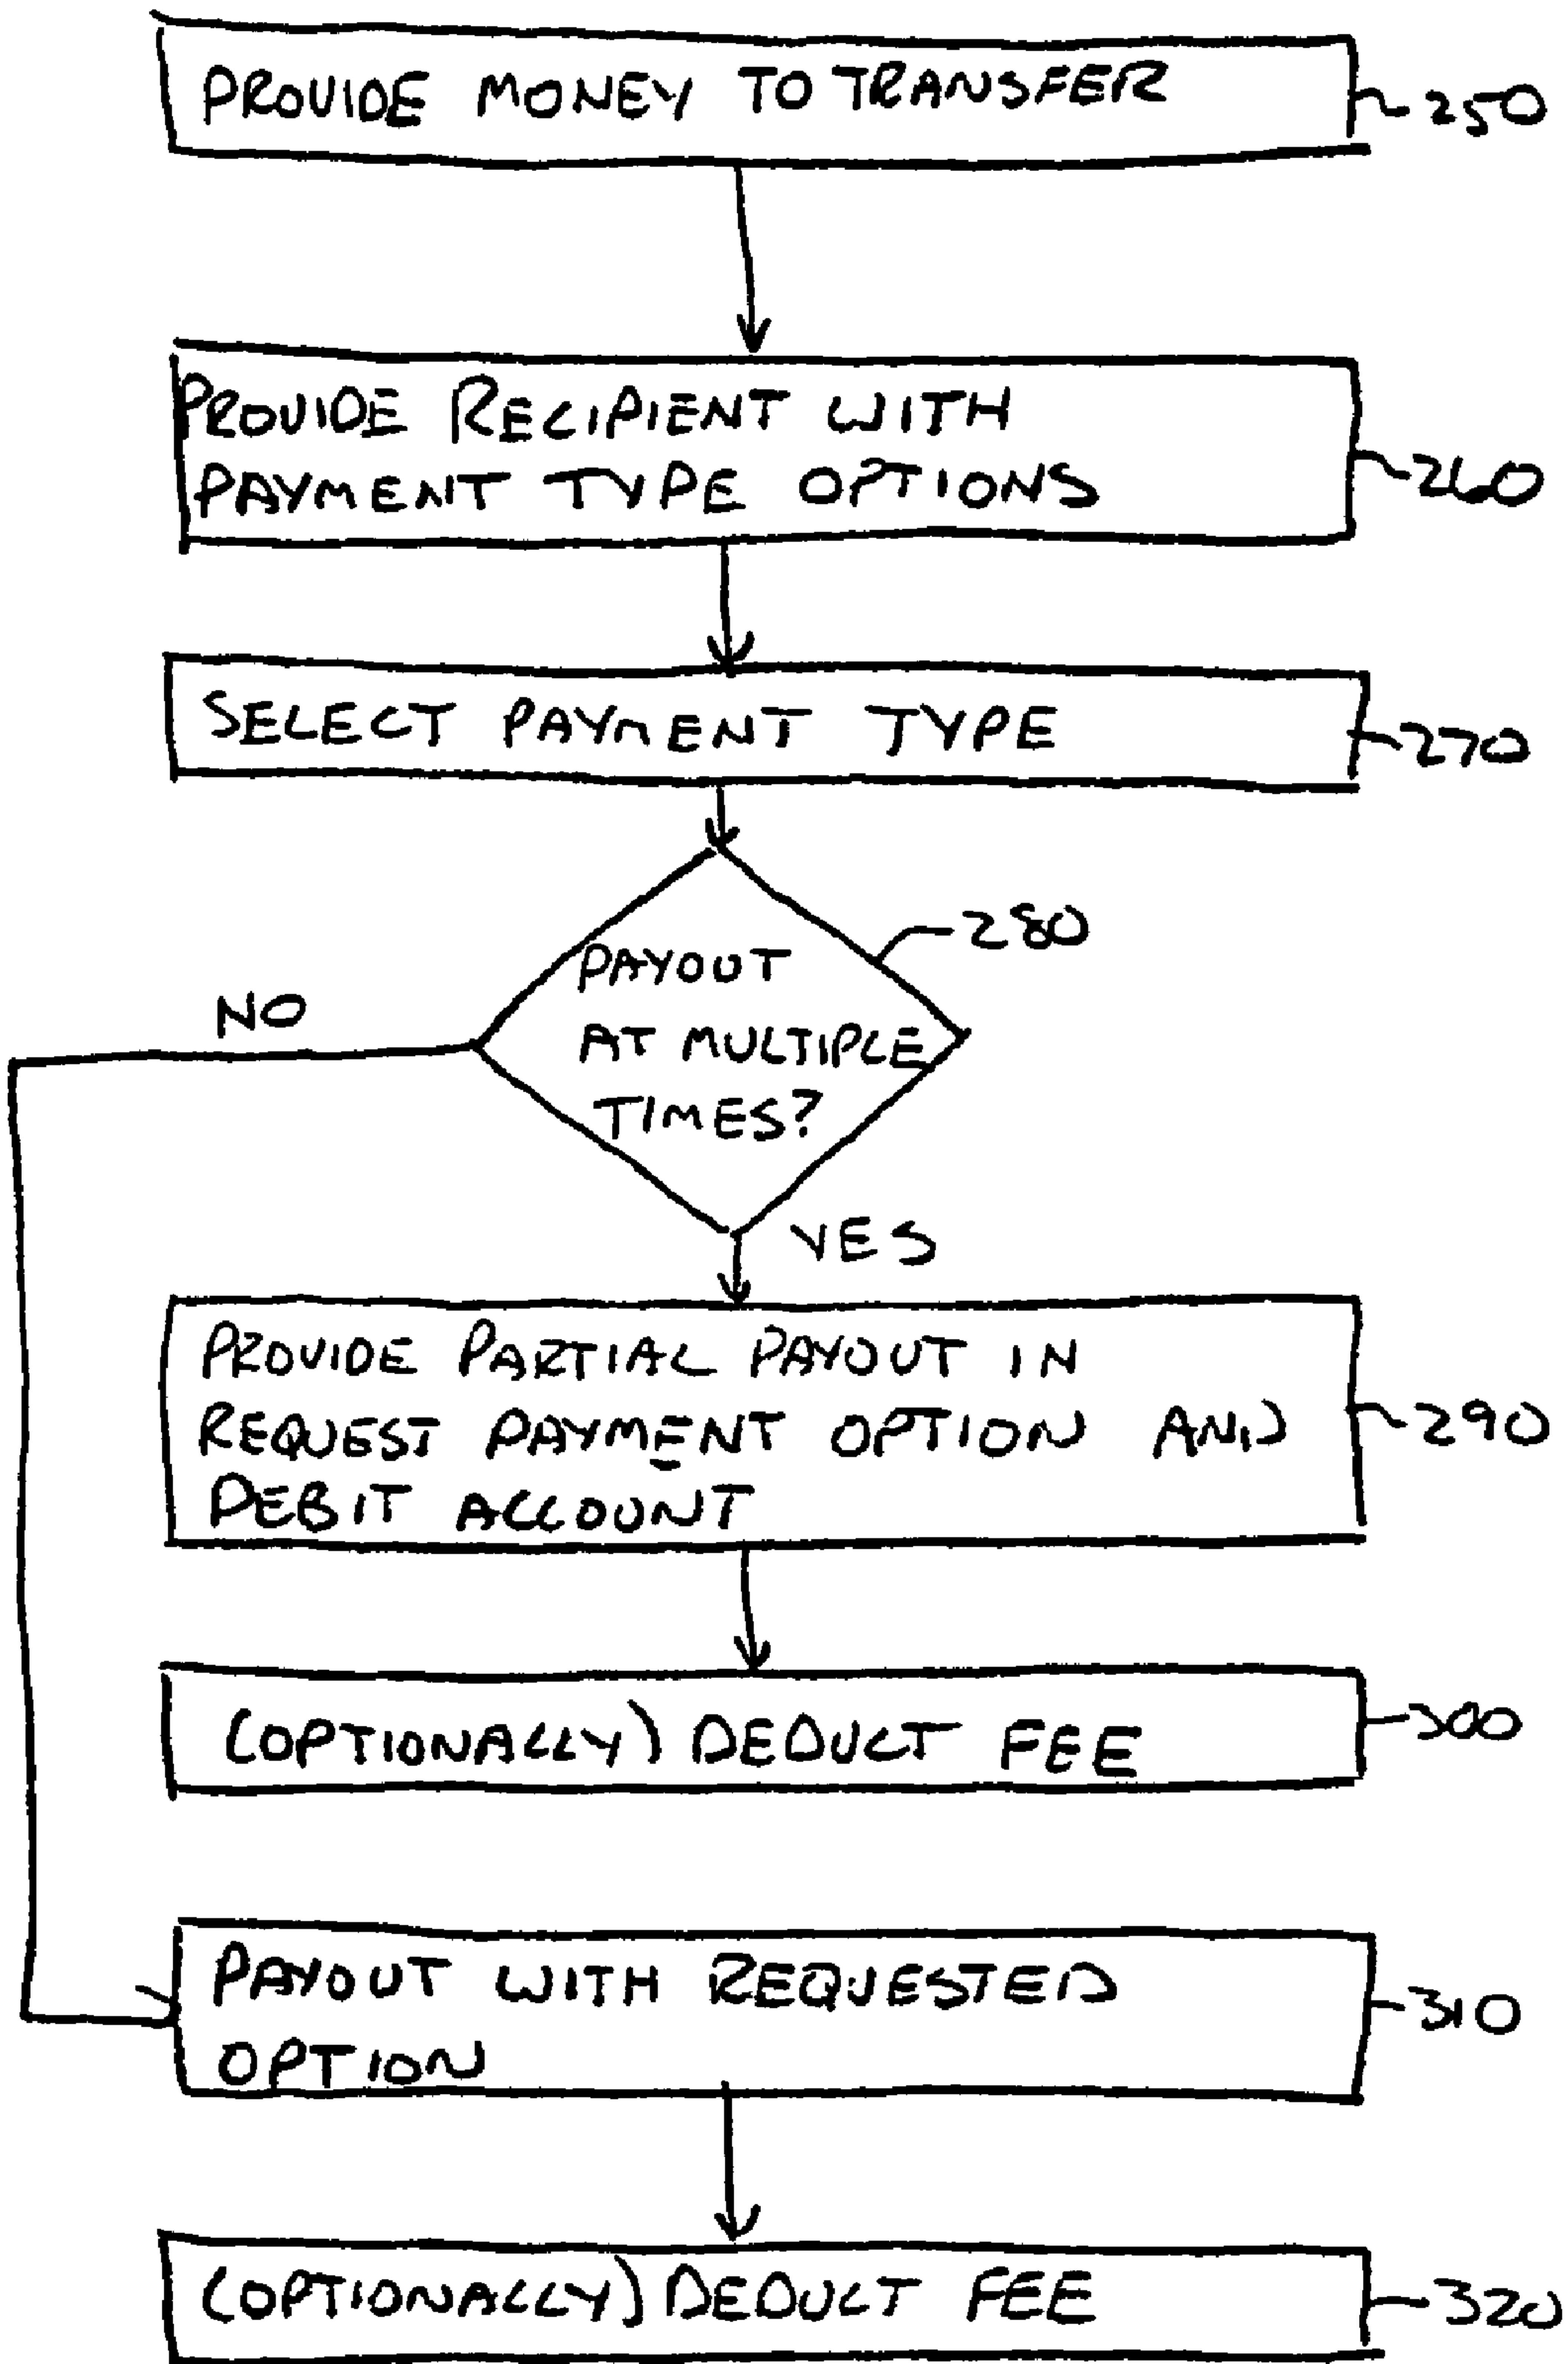 PROVIDE MONEY TO TRANSFER
250
PROVIDE RECIPIENT WITH
PAYMENT TYPE OPTIONS
260
SELECT PAYMENT TYPE
270
280
PAYOUT
AT MULTIPLE
TIMES?
NO
YES
PROVIDE PARTIAL PAYOUT IN
REQUEST PAYMENT OPTION AND
DEBIT ACCOUNT
290
(OPTIONALLY) DEDUCT FEE
300
PAYOUT WITH REQUESTED
OPTION
310
(OPTIONALLY) DEDUCT FEE
320